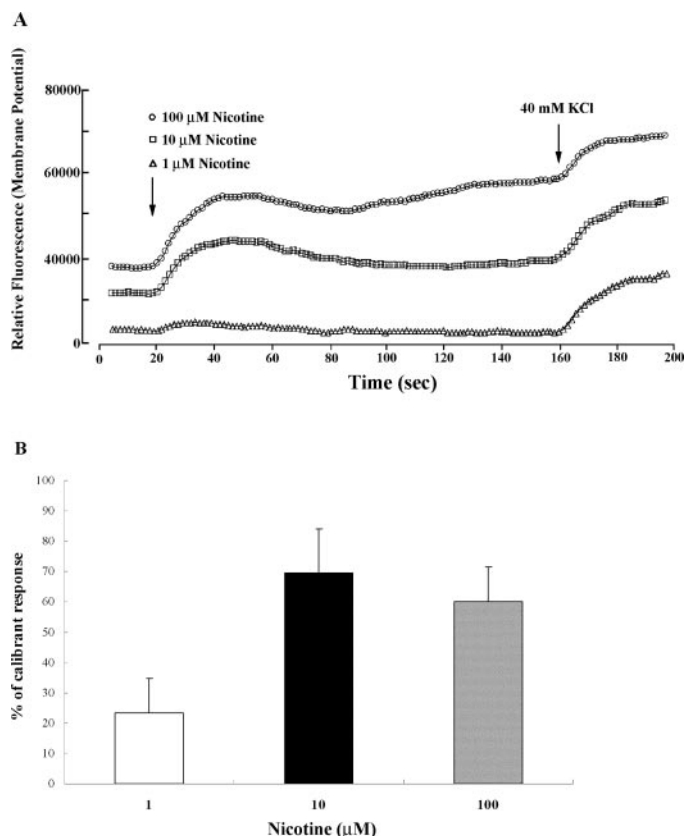 A
Relative Fluorescence (Membrane Potential)
80000
60000
40000
0
100 μM Nicotine
10 μM Nicotine
1 μM Nicotine
40 mM KCl
0 20 40 60 80 100 120 140 160 180 200
Time (sec)
B
% of calibrant response
100
90
80
70
60
50
40
30
20
10
0
1 10 100
Nicotine (μM)